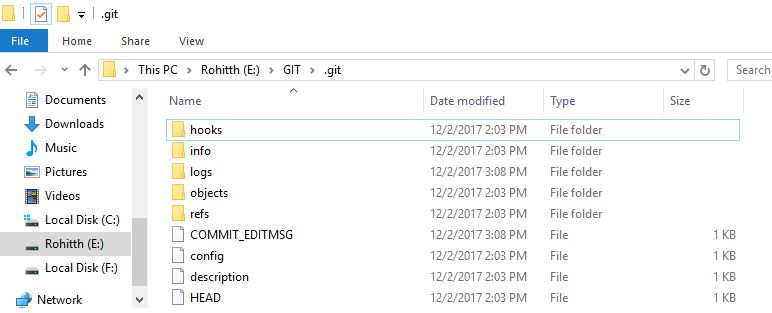 .git
File Home Share View
This PC Rohitth (E:) GIT .git Search
Documents
Downloads
Music
Pictures
Videos
Local Disk (C:)
Rohitth (E:)
Local Disk (F:)
Network
Name Date modified Type Size
hooks 12/2/2017 2:03 PM File folder
info 12/2/2017 2:03 PM File folder
logs 12/2/2017 3:08 PM File folder
objects 12/2/2017 2:03 PM File folder
refs 12/2/2017 2:03 PM File folder
COMMIT_EDITMSG 12/2/2017 3:08 PM File 1 KB
config 12/2/2017 2:03 PM File 1 KB
description 12/2/2017 2:03 PM File 1 KB
HEAD 12/2/2017 2:03 PM File 1 KB